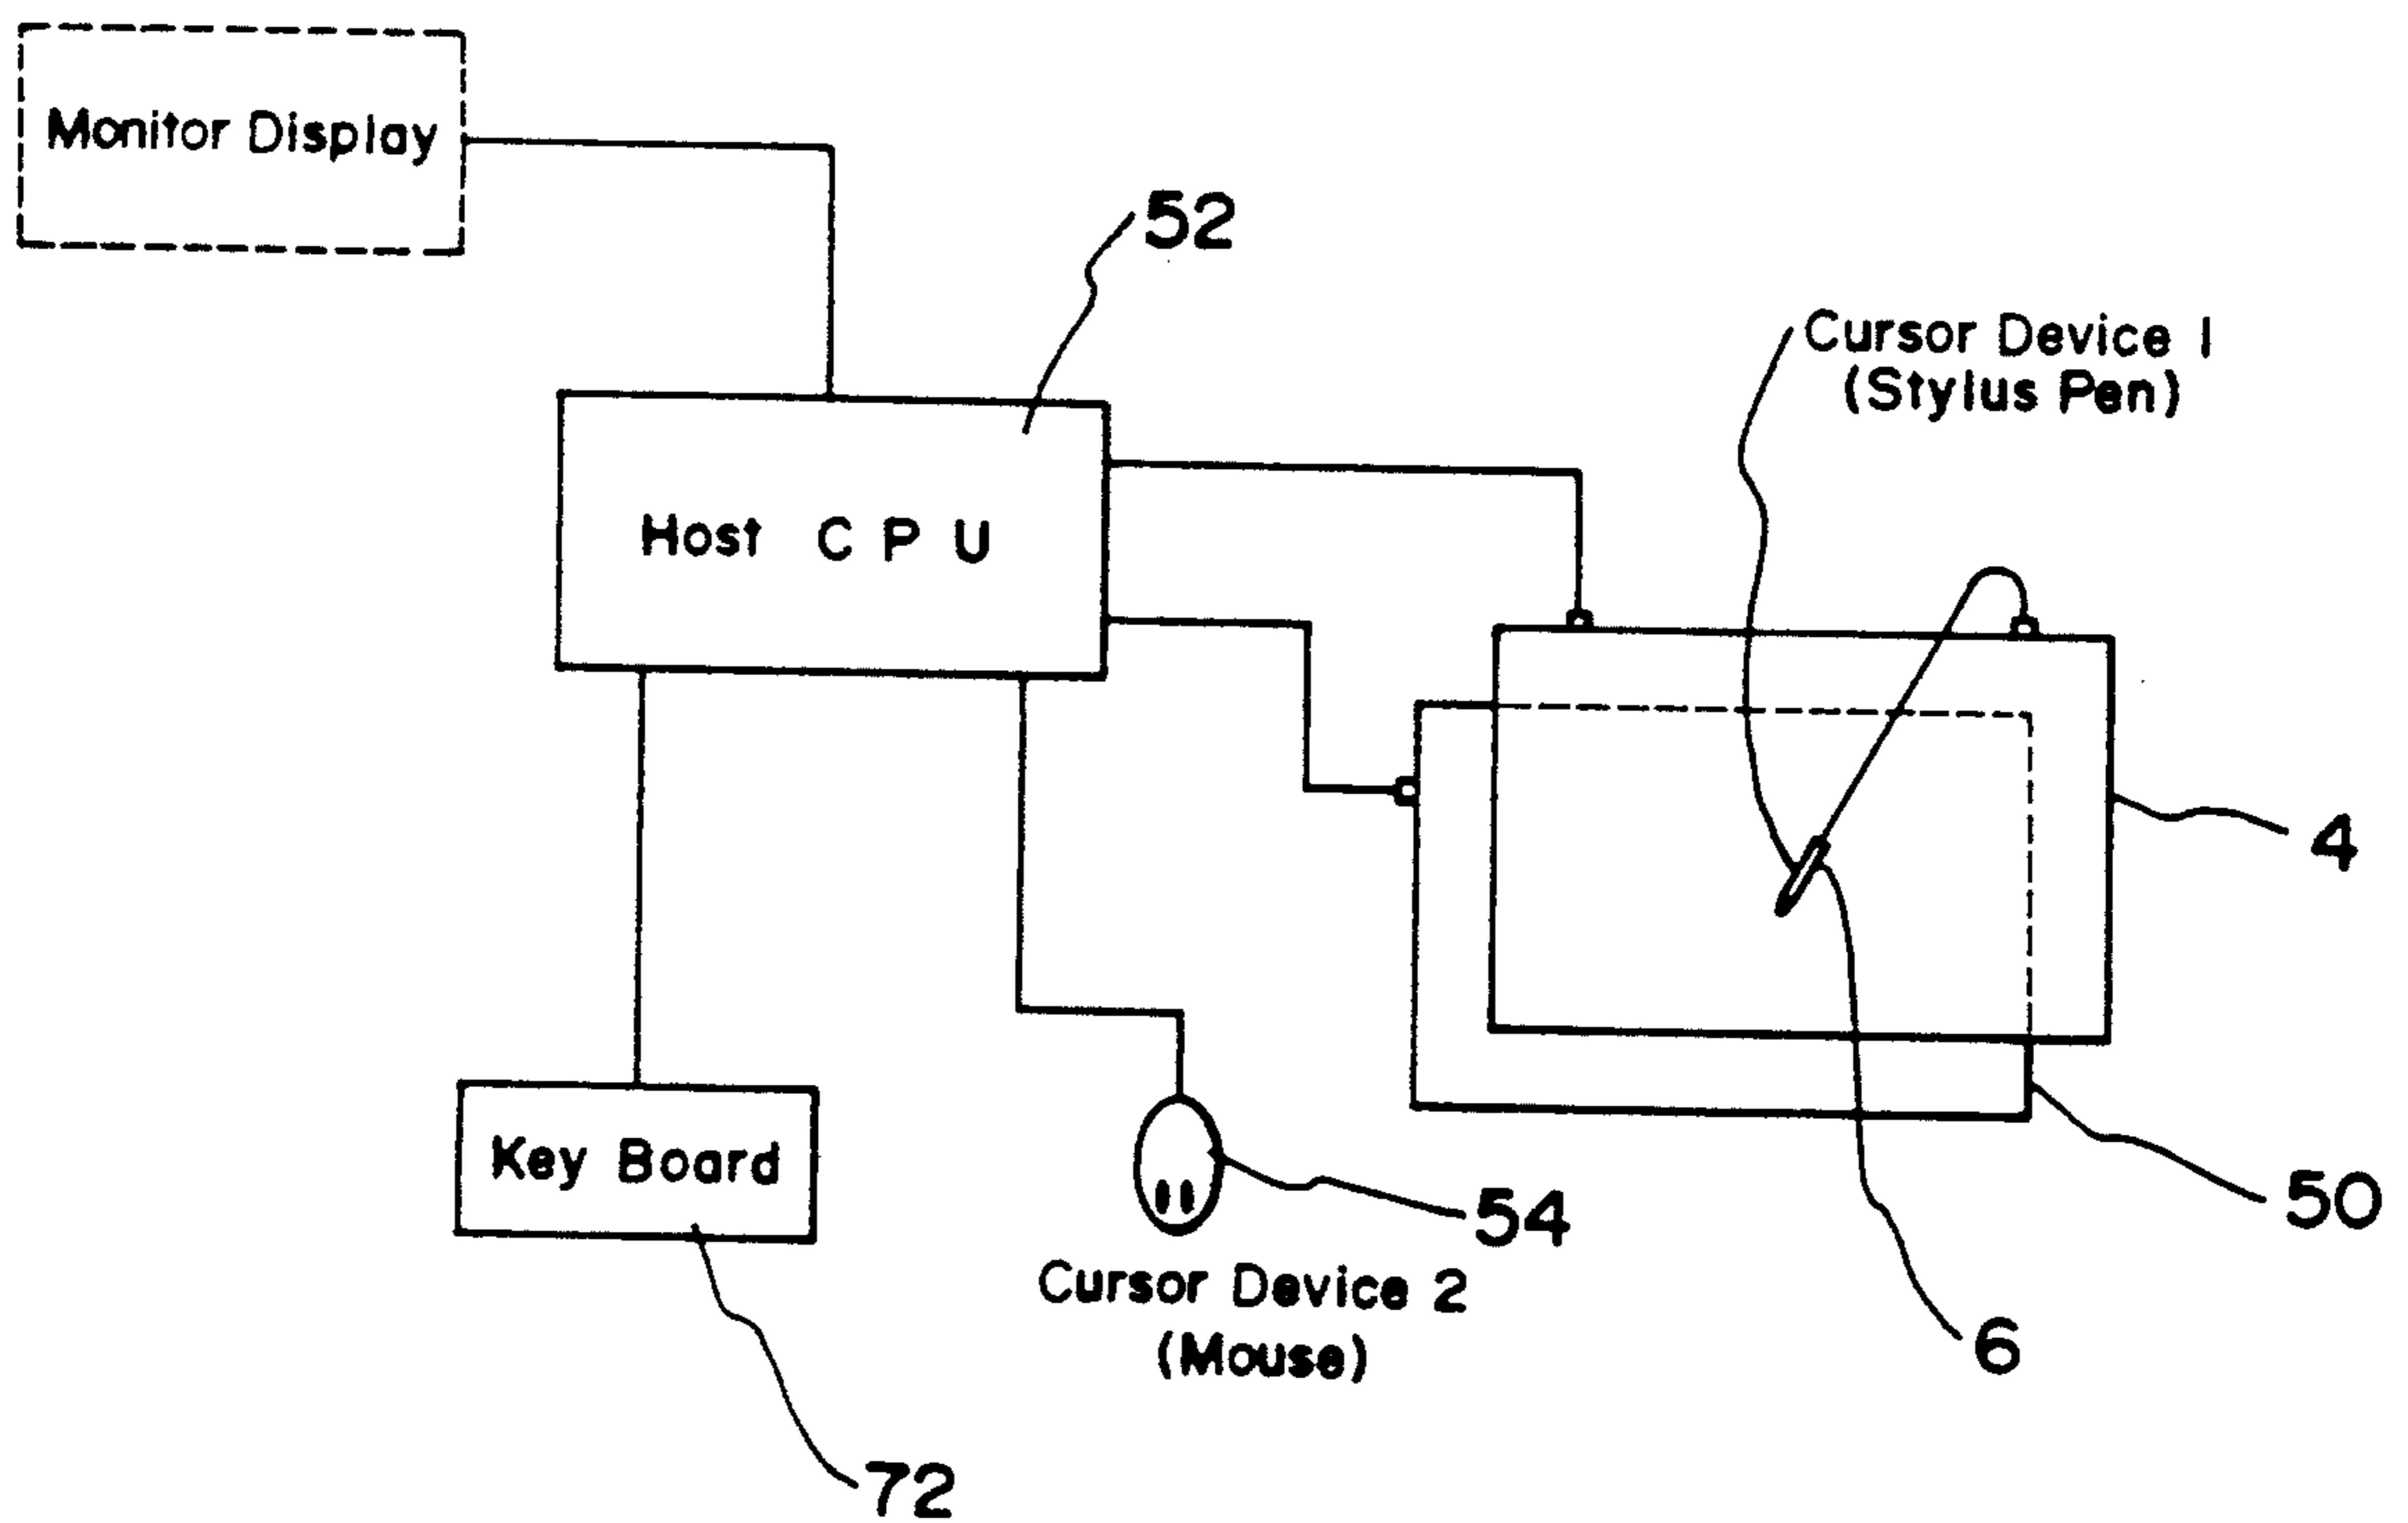 Monitor Display
52
Cursor Device 1
(Stylus Pen)
Host C P U
4
Key Board
54
50
Cursor Device 2
(Mouse)
6
72